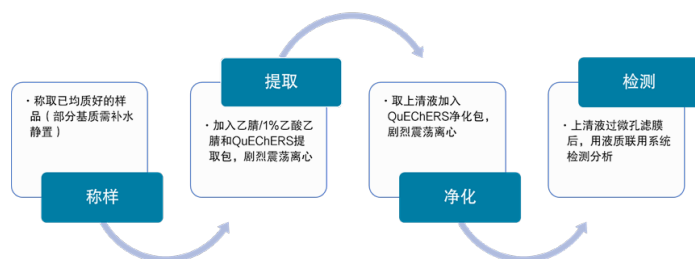 · 称取已均质好的样
品（部分基质需补水
静置）
称样
提取
· 加入乙腈/1%乙酸乙
腈和QuEChERS提
取包，剧烈震荡离心
· 取上清液加入
QuEChERS净化包，
剧烈震荡离心
净化
检测
· 上清液过微孔滤膜
后，用液质联用系统
检测分析